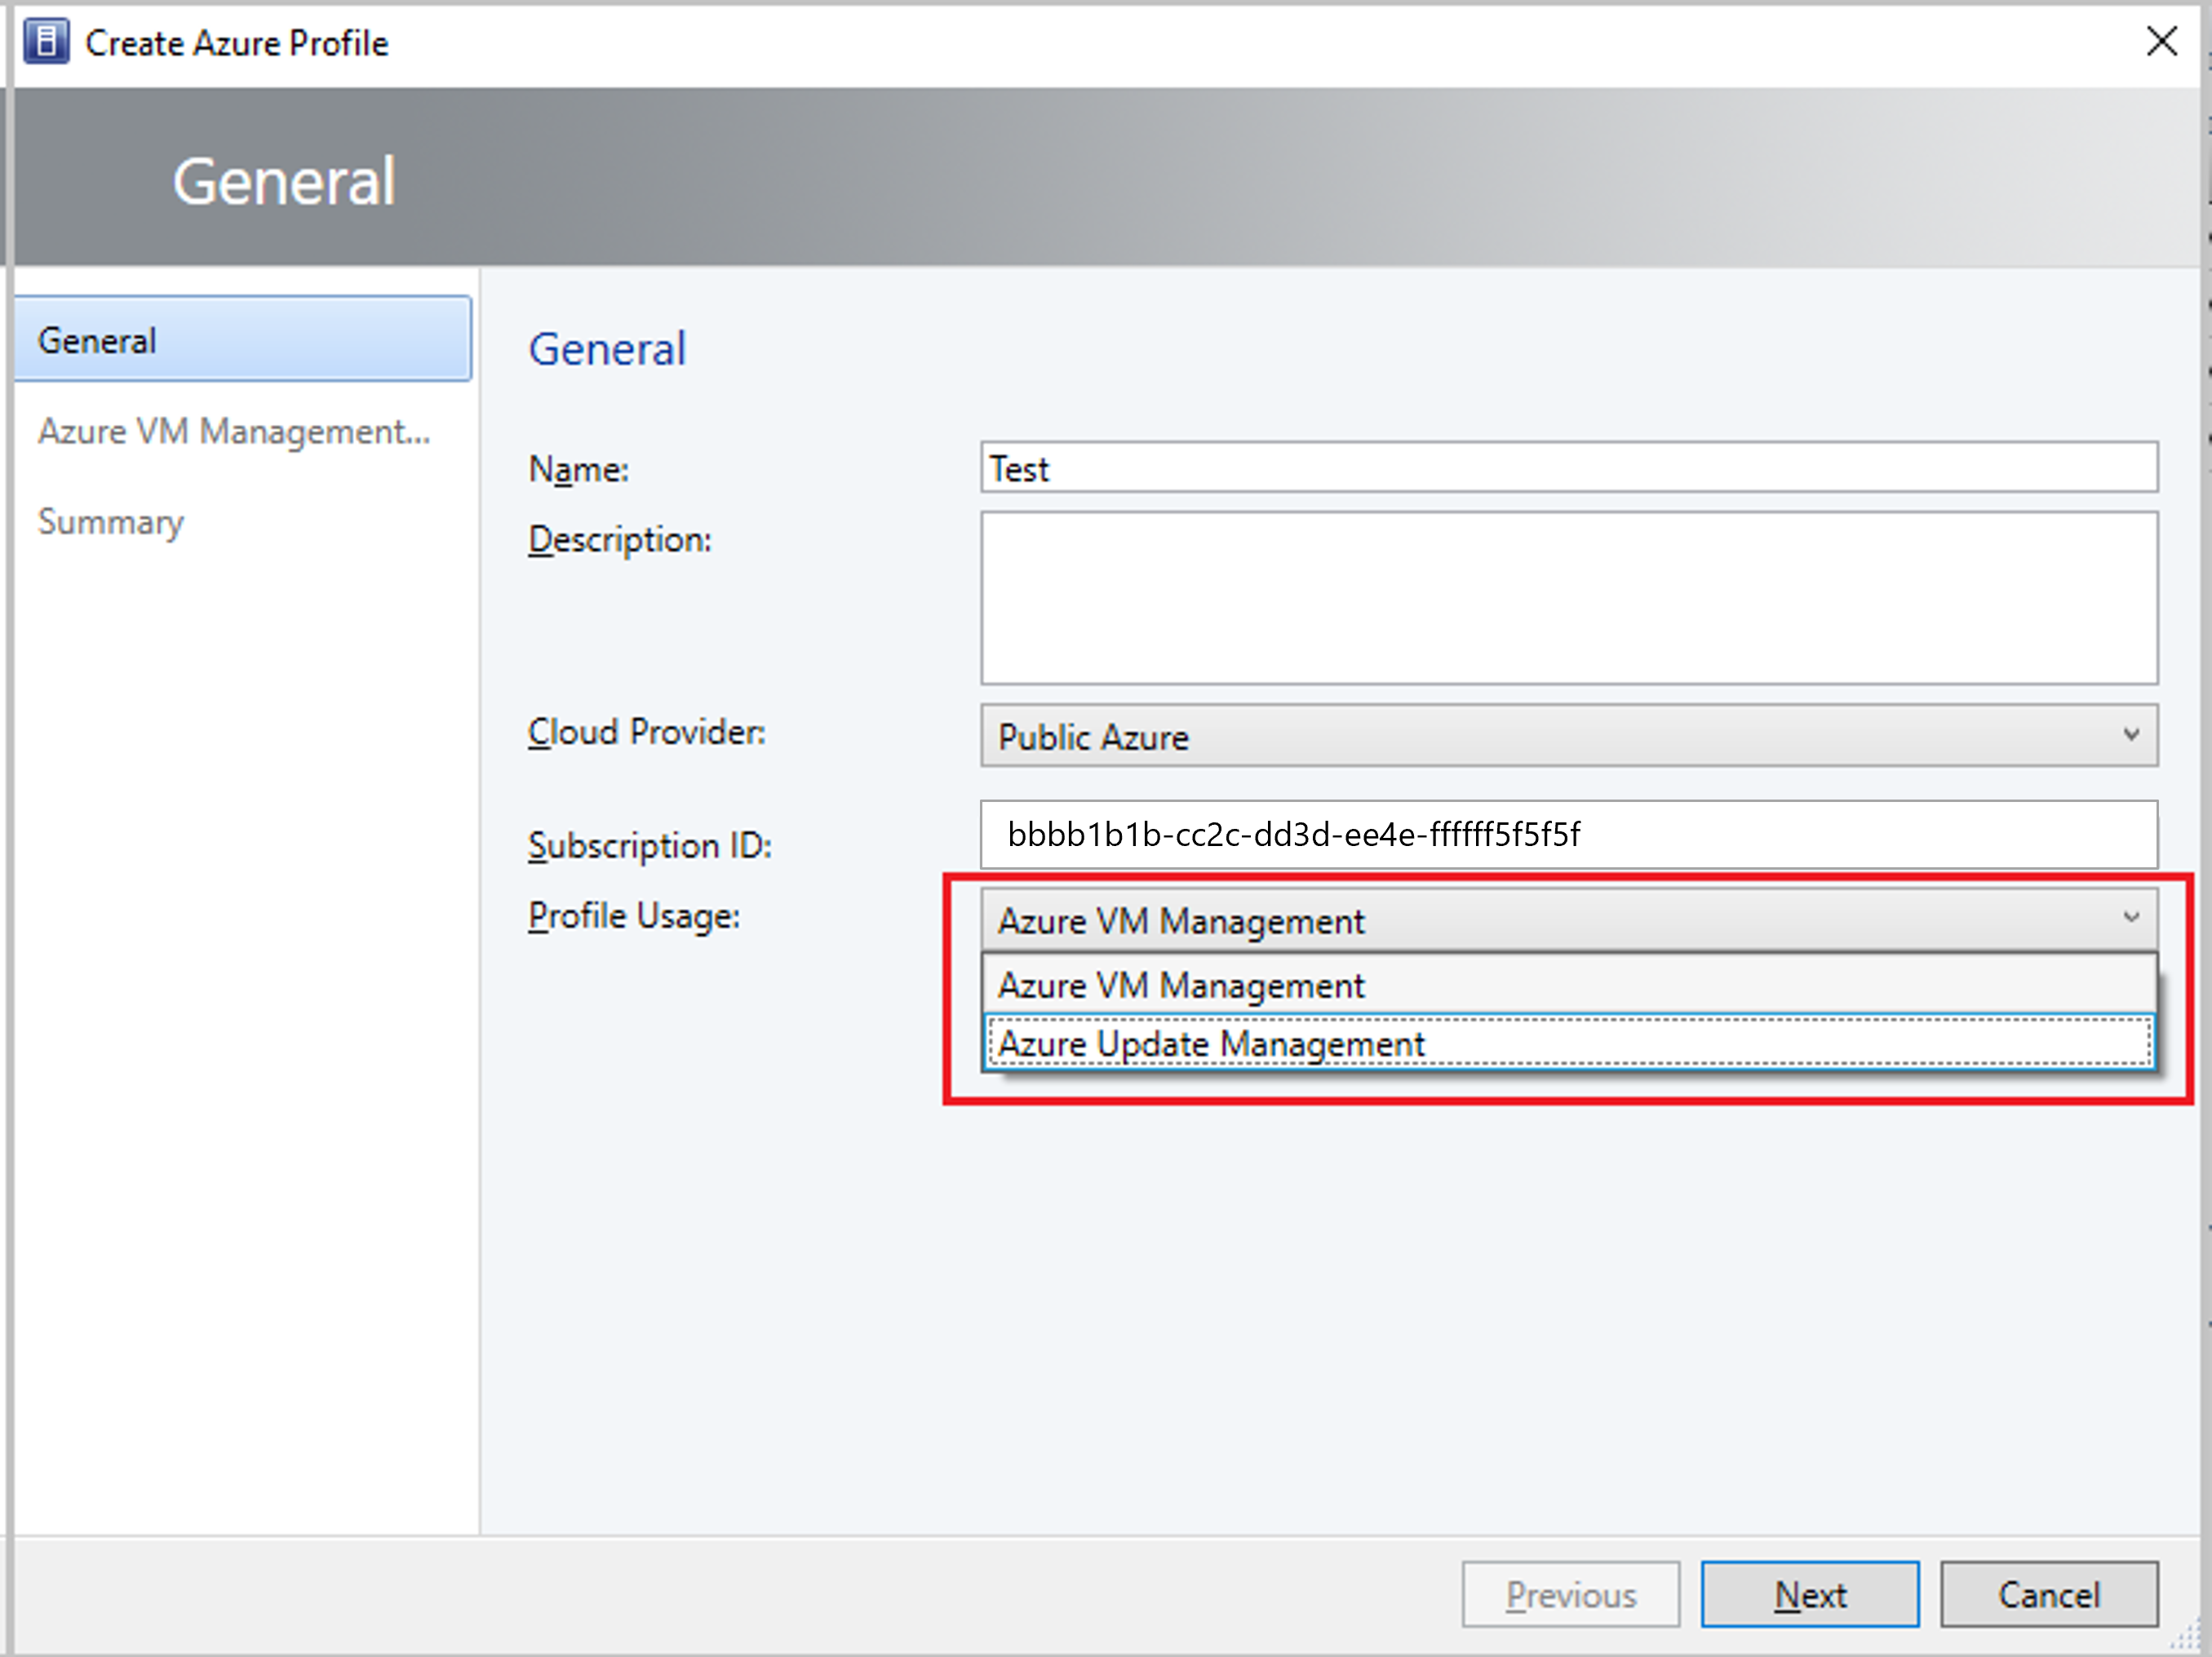 Create Azure Profile
General
General
Azure VM Management...
Summary
General
Name:
Test
Description:
Cloud Provider:
Public Azure
Subscription ID:
bbbb1b1b-cc2c-dd3d-ee4e-ffffff5f5f5f
Profile Usage:
Azure VM Management
Azure VM Management
Azure Update Management
Previous
Next
Cancel